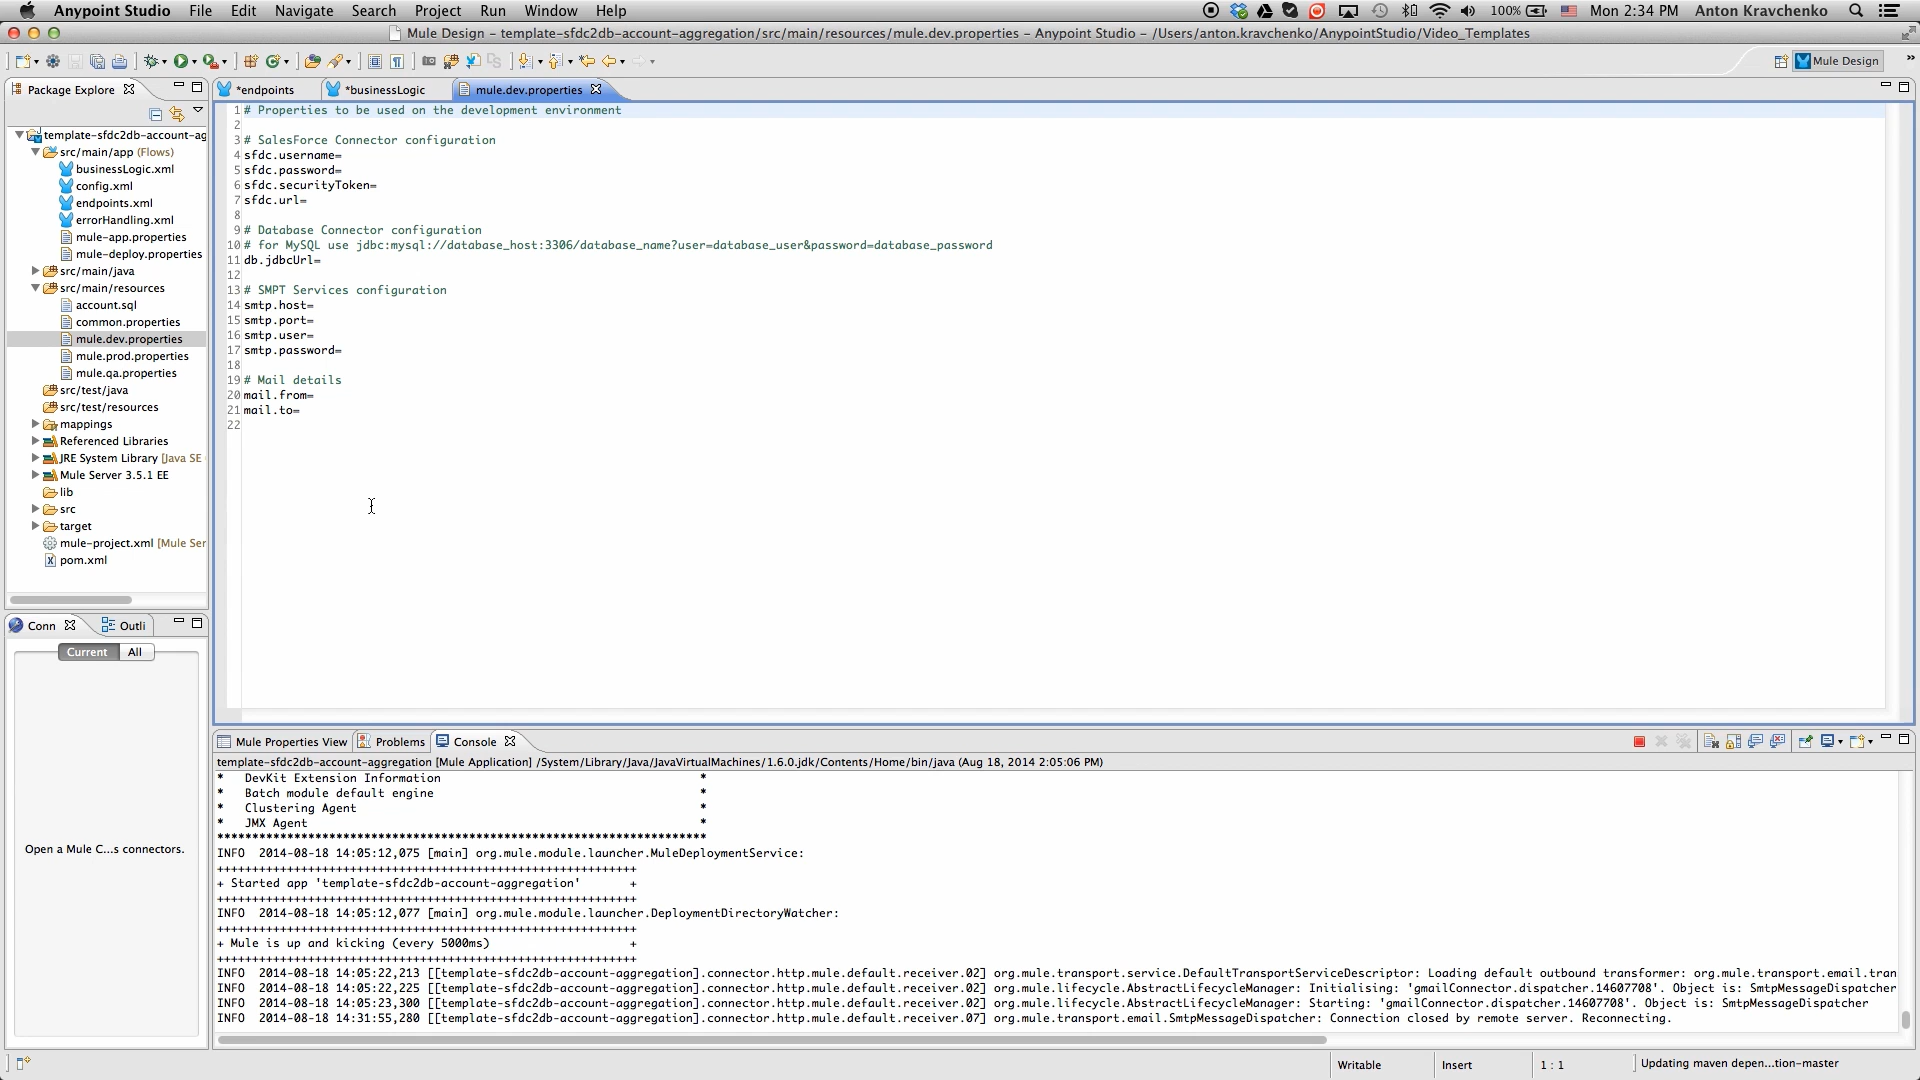 Anypoint Studio File Edit Navigate Search Project Run Window Help 100% Mon 2:34 PM Anton Kravchenko
Mule Design - template-sfdc2db-account-aggregation/src/main/resources/mule.dev.properties - Anypoint Studio - /Users/anton.kravchenko/AnypointStudio/Video_Templates
Mule Design
Package Explore
*endpoints *businessLogic mule.dev.properties
template-sfdc2db-account-ag
src/main/app (Flows)
businessLogic.xml
config.xml
endpoints.xml
errorHandling.xml
mule-app.properties
mule-deploy.properties
src/main/java
src/main/resources
account.sql
common.properties
mule.dev.properties
mule.prod.properties
mule.qa.properties
src/test/java
src/test/resources
mappings
Referenced Libraries
JRE System Library [Java SE
Mule Server 3.5.1 EE
lib
src
target
mule-project.xml [Mule Ser
pom.xml
1 # Properties to be used on the development environment
2
3 # SalesForce Connector configuration
4 sfdc.username=
5 sfdc.password=
6 sfdc.securityToken=
7 sfdc.url=
8
9 # Database Connector configuration
10 # for MySQL use jdbc:mysql://database_host:3306/database_name?user=database_user&password=database_password
11 db.jdbcUrl=
12
13 # SMPT Services configuration
14 smtp.host=
15 smtp.port=
16 smtp.user=
17 smtp.password=
18
19 # Mail details
20 mail.from=
21 mail.to=
22
Conn Outli
Current All
Open a Mule C...s connectors.
Mule Properties View Problems Console
template-sfdc2db-account-aggregation [Mule Application] /System/Library/Java/JavaVirtualMachines/1.6.0.jdk/Contents/Home/bin/java (Aug 18, 2014 2:05:06 PM)
* DevKit Extension Information *
* Batch module default engine *
* Clustering Agent *
* JMX Agent *
**********************************************************************
INFO 2014-08-18 14:05:12,075 [main] org.mule.module.launcher.MuleDeploymentService:
++++++++++++++++++++++++++++++++++++++++++++++++++++++++++++
+ Started app 'template-sfdc2db-account-aggregation' +
++++++++++++++++++++++++++++++++++++++++++++++++++++++++++++
INFO 2014-08-18 14:05:12,077 [main] org.mule.module.launcher.DeploymentDirectoryWatcher:
++++++++++++++++++++++++++++++++++++++++++++++++++++++++++++
+ Mule is up and kicking (every 5000ms) +
++++++++++++++++++++++++++++++++++++++++++++++++++++++++++++
INFO 2014-08-18 14:05:22,213 [[template-sfdc2db-account-aggregation].connector.http.mule.default.receiver.02] org.mule.transport.service.DefaultTransportServiceDescriptor: Loading default outbound transformer: org.mule.transport.email.tran
INFO 2014-08-18 14:05:22,225 [[template-sfdc2db-account-aggregation].connector.http.mule.default.receiver.02] org.mule.lifecycle.AbstractLifecycleManager: Initialising: 'gmailConnector.dispatcher.14607708'. Object is: SmtpMessageDispatcher
INFO 2014-08-18 14:05:23,300 [[template-sfdc2db-account-aggregation].connector.http.mule.default.receiver.02] org.mule.lifecycle.AbstractLifecycleManager: Starting: 'gmailConnector.dispatcher.14607708'. Object is: SmtpMessageDispatcher
INFO 2014-08-18 14:31:55,280 [[template-sfdc2db-account-aggregation].connector.http.mule.default.receiver.07] org.mule.transport.email.SmtpMessageDispatcher: Connection closed by remote server. Reconnecting.
Writable Insert 1 : 1 Updating maven depen...tion-master